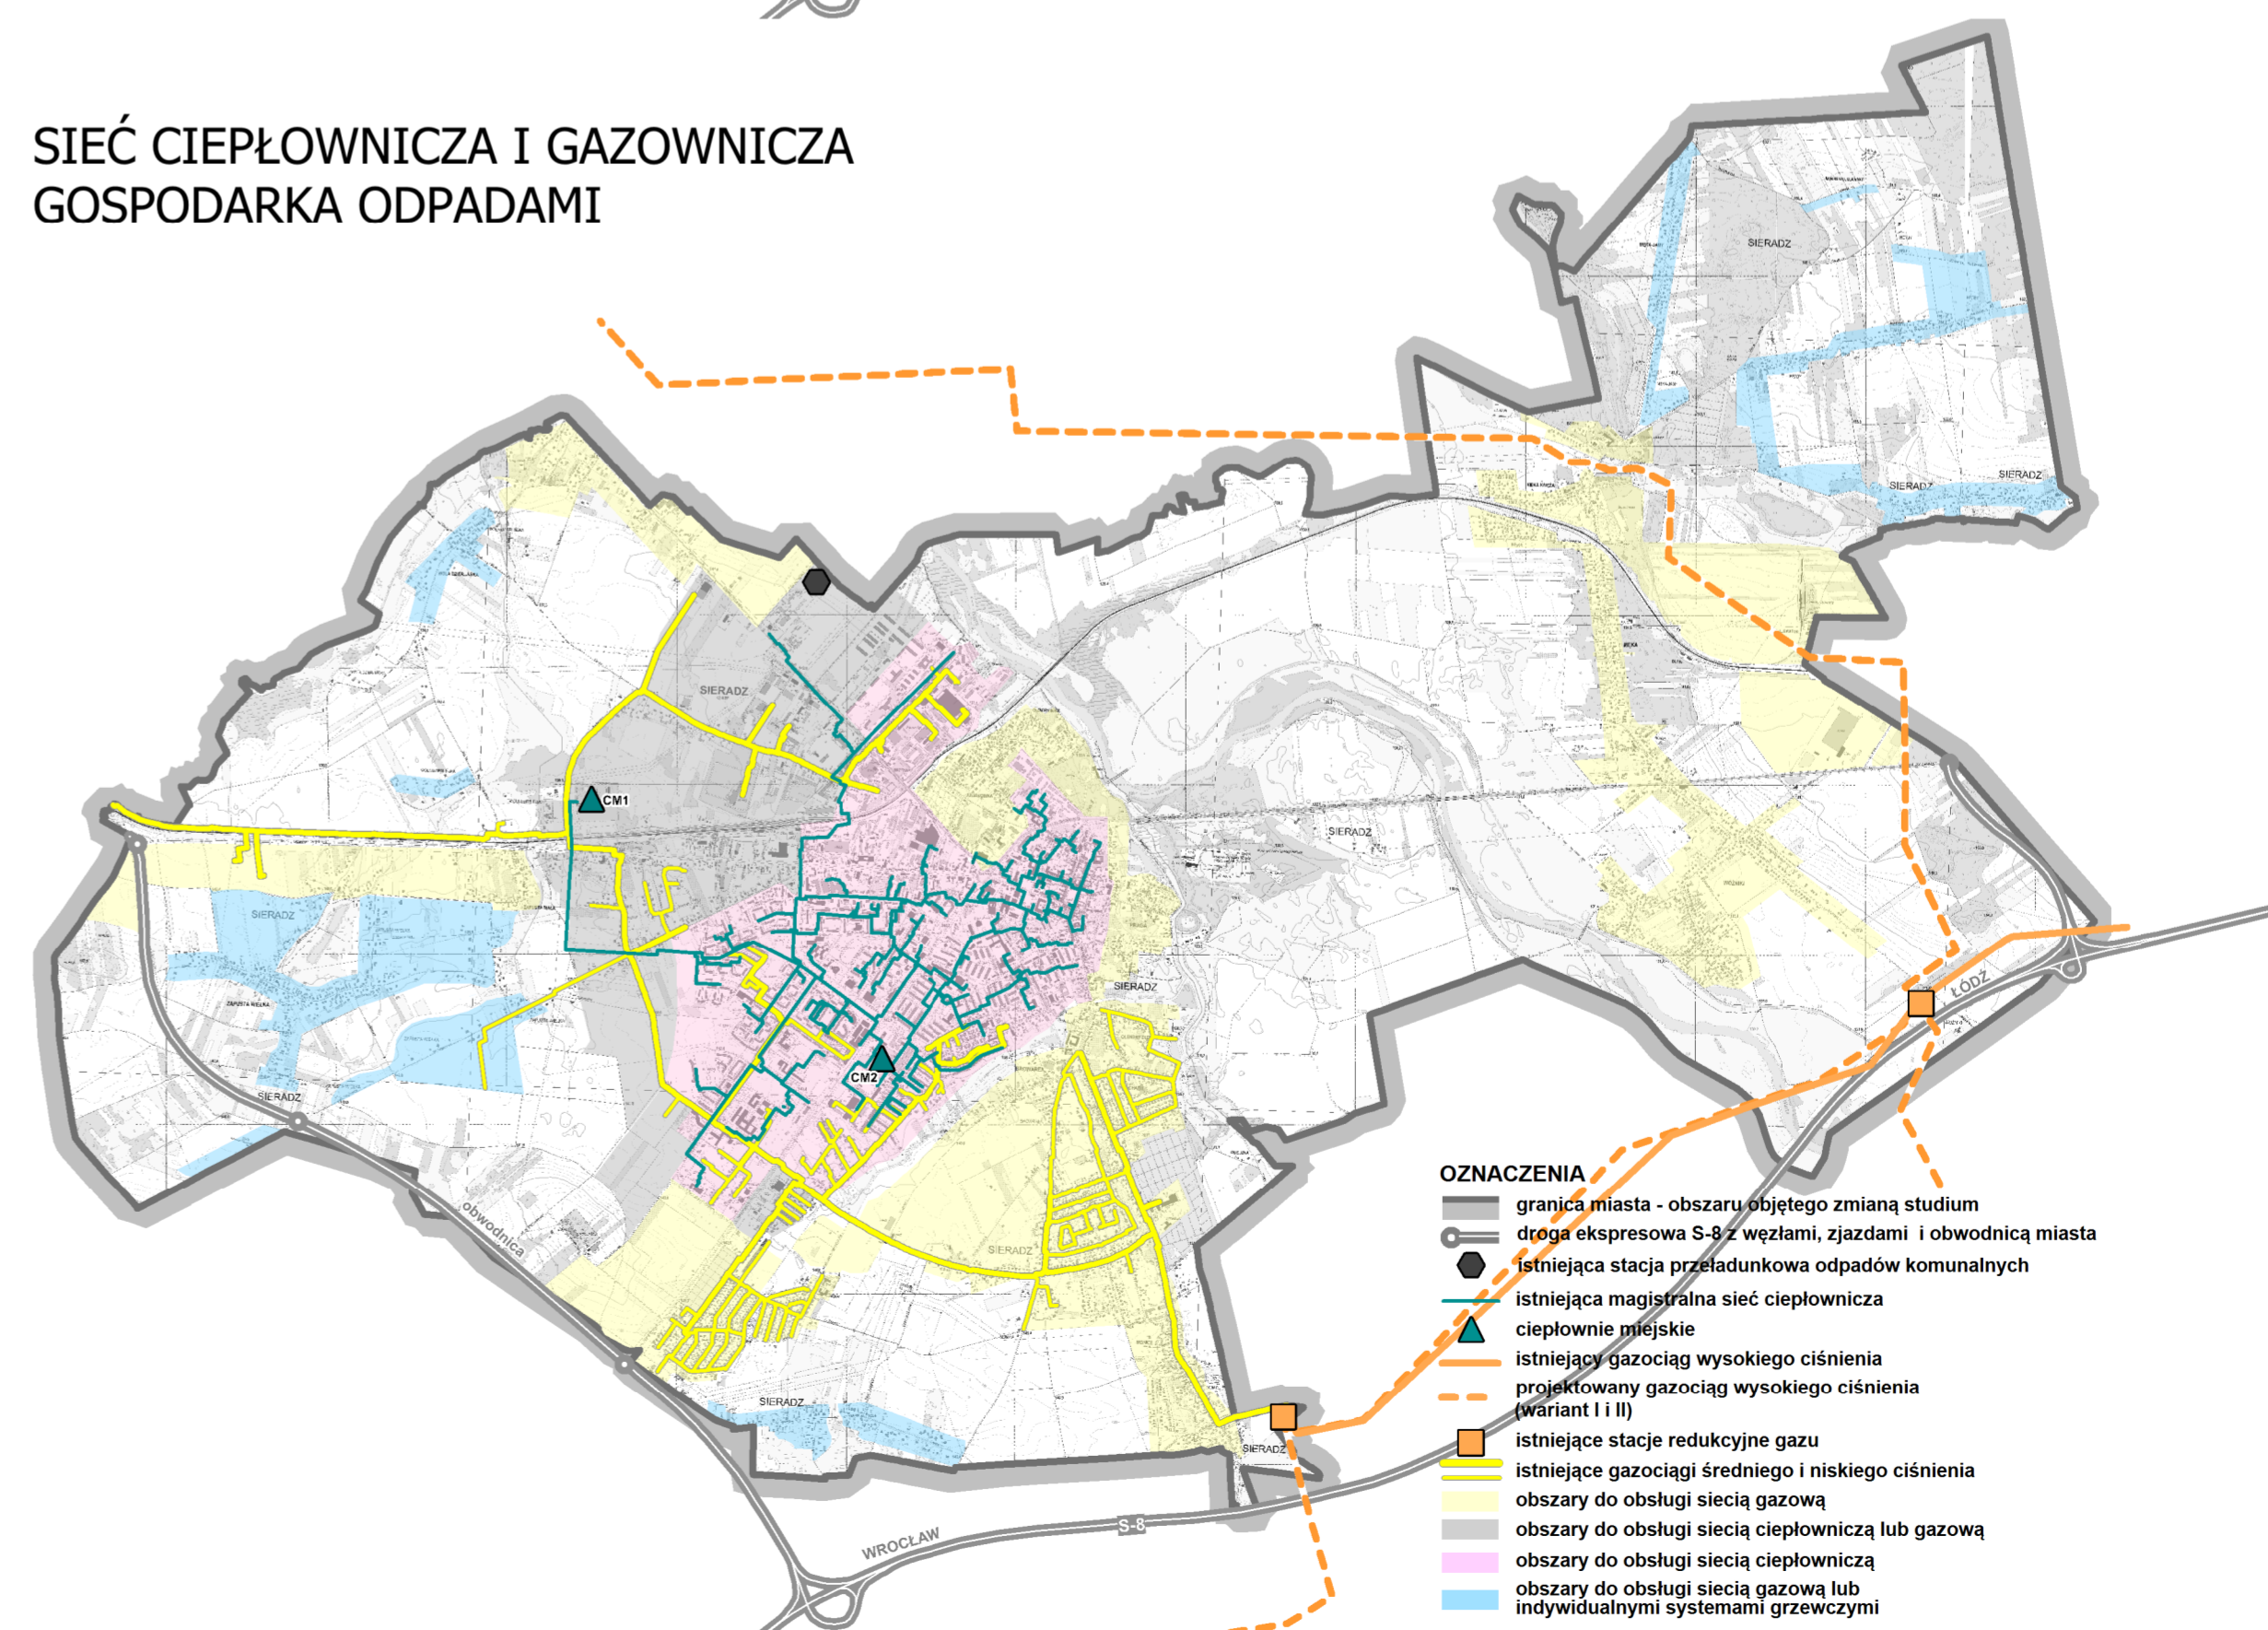 SIEĆ CIEPŁOWNICZA I GAZOWNICZA
GOSPODARKA ODPADAMI
SIERADZ
SIERADZ
SIERADZ
SIERADZ
CM1
SIERADZ
SIERADZ
ZAPUSTA WIELKA
SIERADZ
SIERADZ
ŁÓDŹ
CM2
obwodnica
SIERADZ
SIERADZ
SIERADZ
WROCŁAW
S-8
OZNACZENIA
granica miasta - obszaru objętego zmianą studium
droga ekspresowa S-8 z węzłami, zjazdami i obwodnicą miasta
istniejąca stacja przeładunkowa odpadów komunalnych
istniejąca magistralna sieć ciepłownicza
ciepłownie miejskie
istniejący gazociąg wysokiego ciśnienia
projektowany gazociąg wysokiego ciśnienia
(wariant I i II)
istniejące stacje redukcyjne gazu
istniejące gazociągi średniego i niskiego ciśnienia
obszary do obsługi siecią gazową
obszary do obsługi siecią ciepłowniczą lub gazową
obszary do obsługi siecią ciepłowniczą
obszary do obsługi siecią gazową lub
indywidualnymi systemami grzewczymi